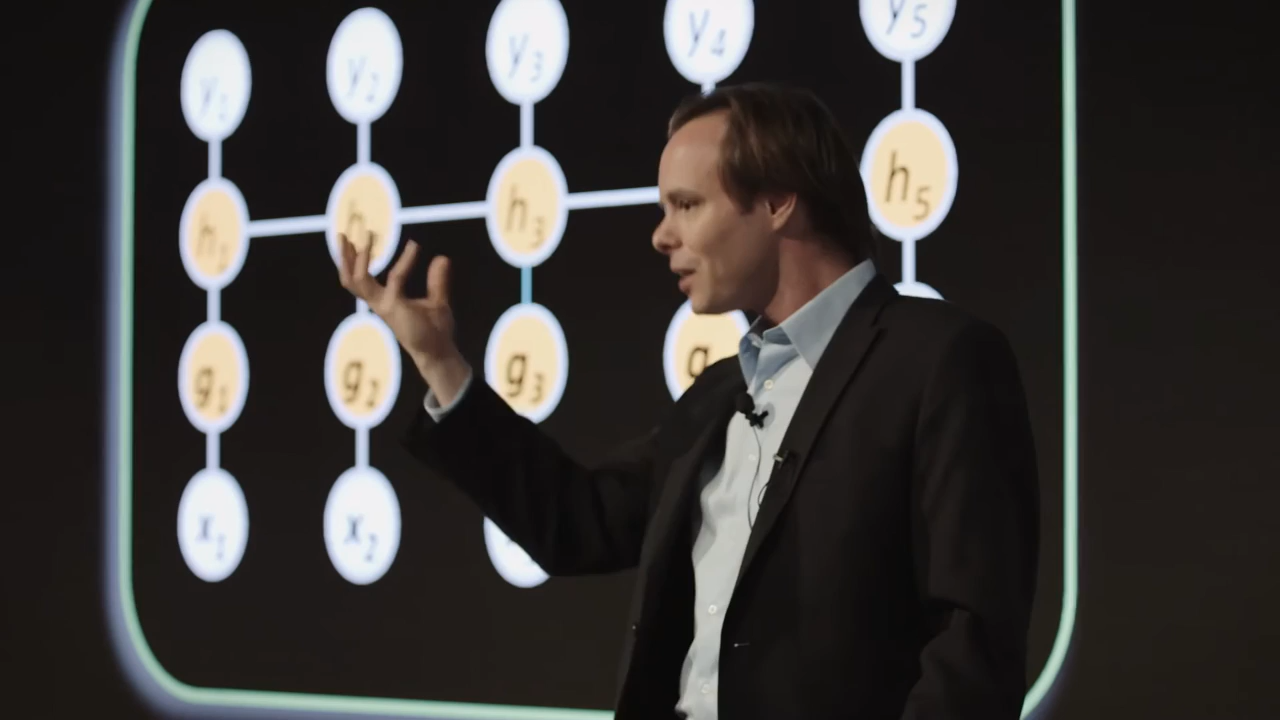 y₁ y₂ y₃ y₄ y₅
h₁ h h₃ h₅
g₁ g₂ g₃ g
x₁ x₂